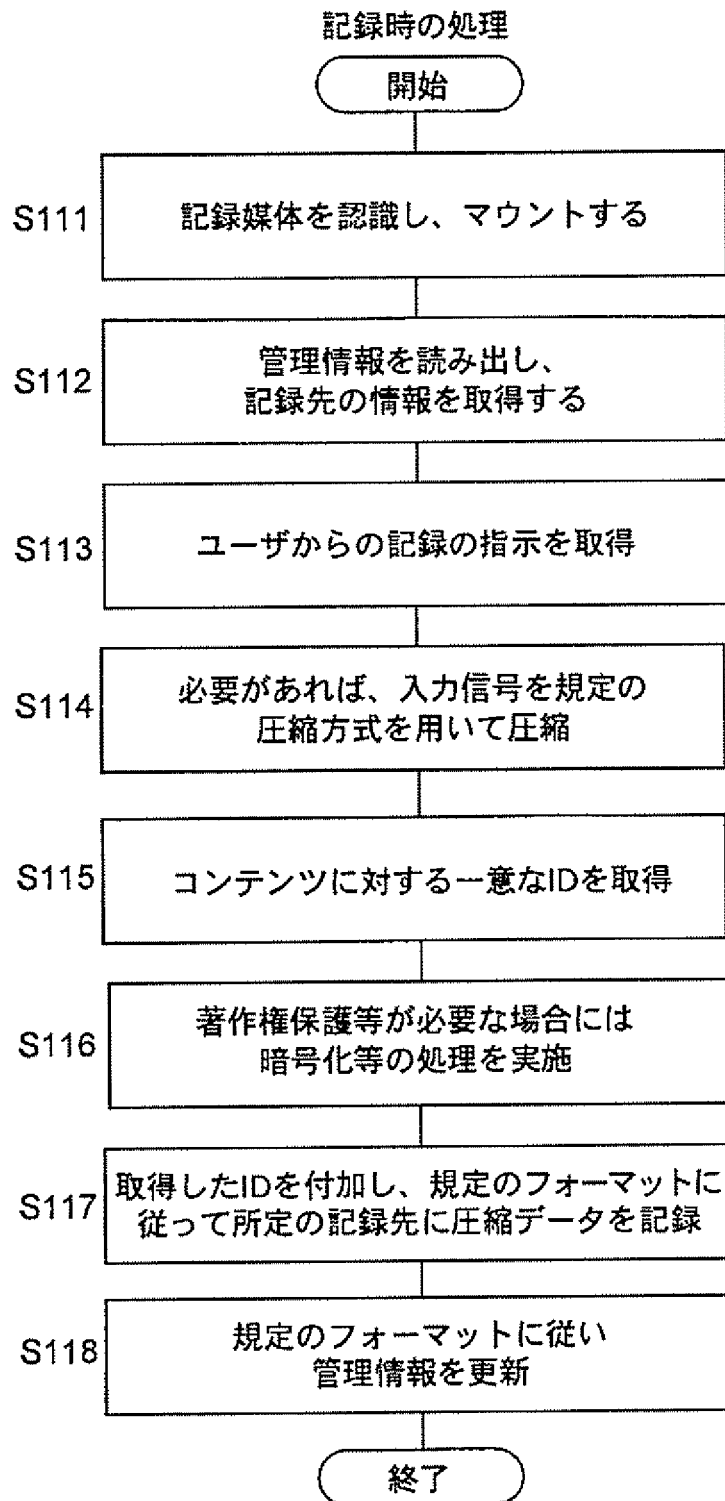 記録時の処理
開始
S111
記録媒体を認識し、マウントする
S112
管理情報を読み出し、
記録先の情報を取得する
S113
ユーザからの記録の指示を取得
S114
必要があれば、入力信号を規定の
圧縮方式を用いて圧縮
S115
コンテンツに対する一意なIDを取得
S116
著作権保護等が必要な場合には
暗号化等の処理を実施
S117
取得したIDを付加し、規定のフォーマットに
従って所定の記録先に圧縮データを記録
S118
規定のフォーマットに従い
管理情報を更新
終了